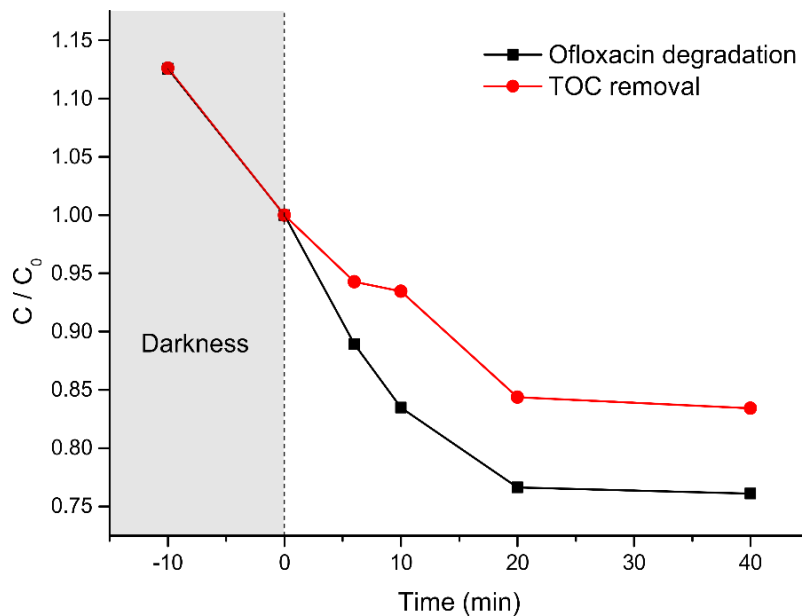 Ofloxacin degradation
TOC removal
1.15
1.10
1.05
1.00
0.95
0.90
0.85
0.80
0.75
C / C₀
Darkness
-10 0 10 20 30 40
Time (min)